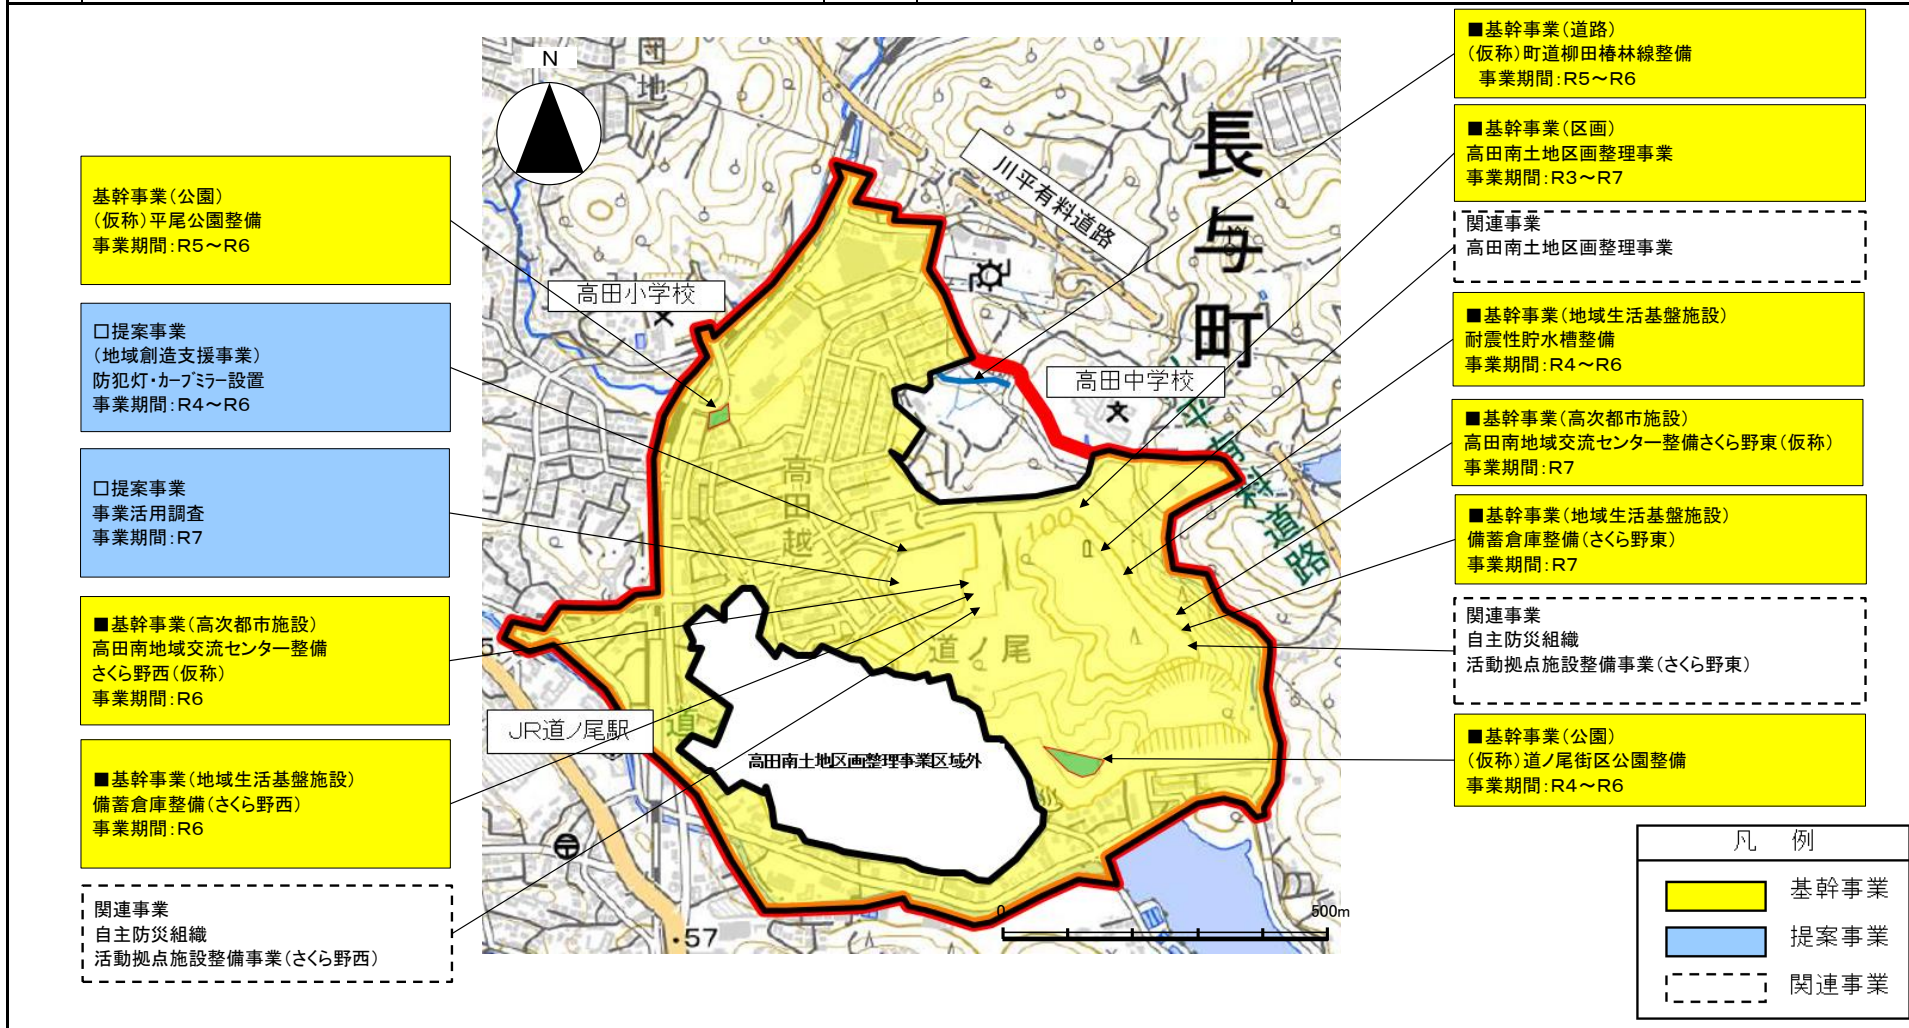 基幹事業(公園)
(仮称)平尾公園整備
事業期間:R5～R6
□提案事業
(地域創造支援事業)
防犯灯・ｶｰﾌﾞﾐﾗｰ設置
事業期間:R4～R6
□提案事業
事業活用調査
事業期間:R7
■基幹事業(高次都市施設)
高田南地域交流センター整備
さくら野西(仮称)
事業期間:R6
■基幹事業(地域生活基盤施設)
備蓄倉庫整備(さくら野西)
事業期間:R6
関連事業
自主防災組織
活動拠点施設整備事業(さくら野西)
N
団地
川平有料道路
長与町
高田小学校
高田中学校
高田越
100
道ノ尾
道路
JR道ノ尾駅
道
高田南土地区画整理事業区域外
5
.57
0
500m
■基幹事業(道路)
(仮称)町道柳田椿林線整備
事業期間:R5～R6
■基幹事業(区画)
高田南土地区画整理事業
事業期間:R3～R7
関連事業
高田南土地区画整理事業
■基幹事業(地域生活基盤施設)
耐震性貯水槽整備
事業期間:R4～R6
■基幹事業(高次都市施設)
高田南地域交流センター整備さくら野東(仮称)
事業期間:R7
■基幹事業(地域生活基盤施設)
備蓄倉庫整備(さくら野東)
事業期間:R7
関連事業
自主防災組織
活動拠点施設整備事業(さくら野東)
■基幹事業(公園)
(仮称)道ノ尾街区公園整備
事業期間:R4～R6
凡 例
基幹事業
提案事業
関連事業